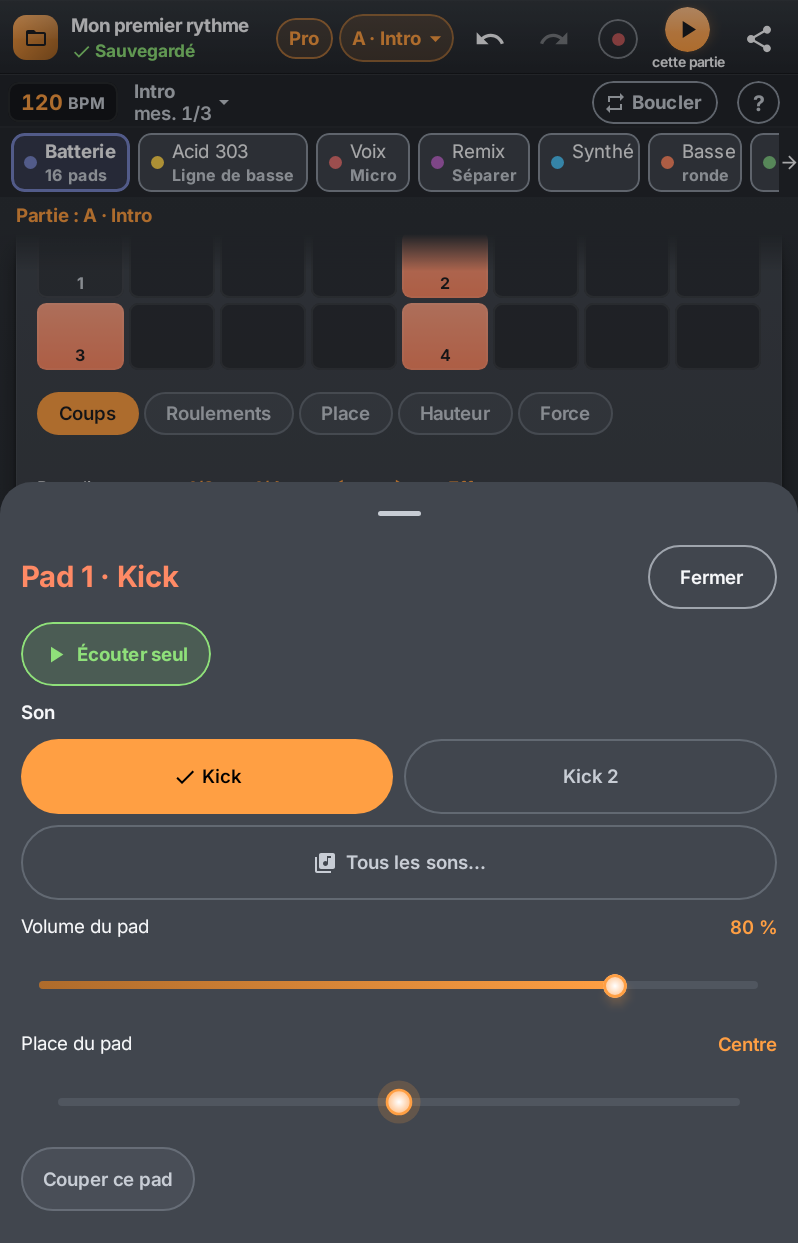 Mon premier rythme
Sauvegardé
Pro
A · Intro
cette partie
120 BPM
Intro
mes. 1/3
Boucler
?
Batterie
16 pads
Acid 303
Ligne de basse
Voix
Micro
Remix
Séparer
Synthé
Basse
ronde
Partie : A · Intro
1
2
3
4
Coups
Roulements
Place
Hauteur
Force
Pad 1 · Kick
Fermer
Écouter seul
Son
Kick
Kick 2
Tous les sons...
Volume du pad
80 %
Place du pad
Centre
Couper ce pad